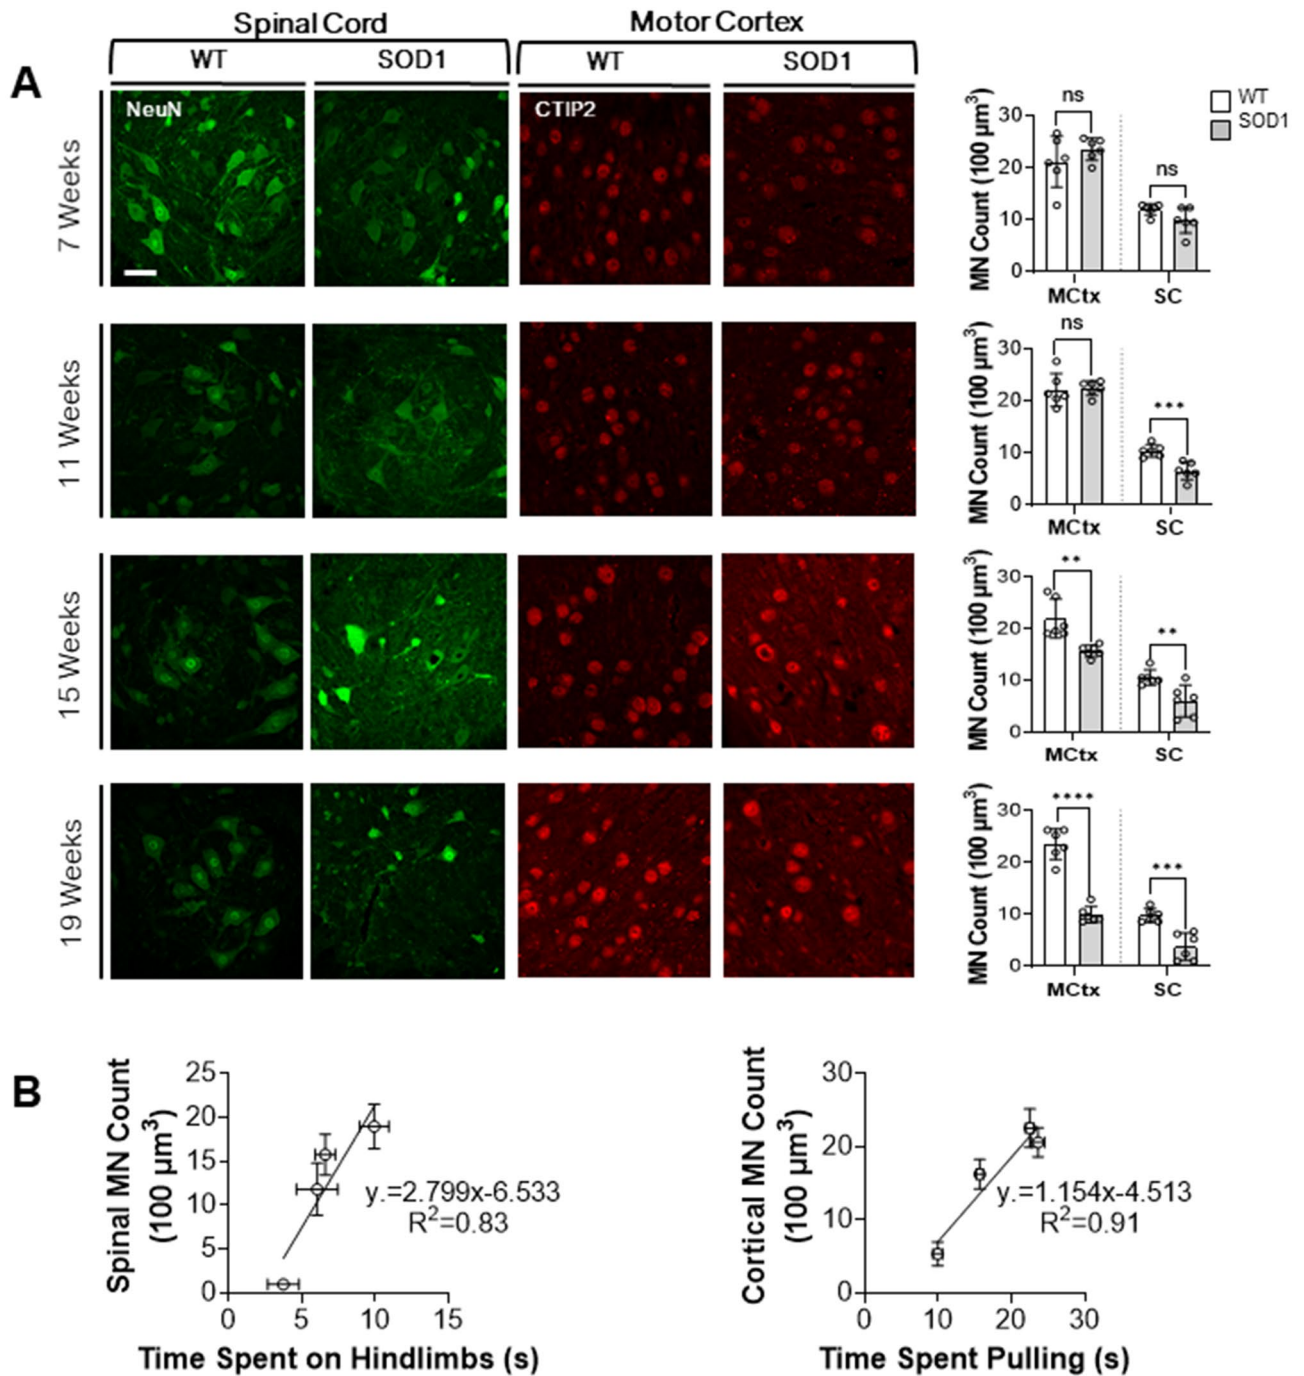 Spinal Cord
Motor Cortex
WT
SOD1
WT
SOD1
A
7 Weeks
NeuN
CTIP2
MN Count (100 µm³)
30
20
10
0
ns
ns
MCtx
SC
WT
SOD1
11 Weeks
MN Count (100 µm³)
30
20
10
0
ns
***
MCtx
SC
15 Weeks
MN Count (100 µm³)
30
20
10
0
**
**
MCtx
SC
19 Weeks
MN Count (100 µm³)
30
20
10
0
****
***
MCtx
SC
B
Spinal MN Count
(100 µm³)
25
20
15
10
5
0
y.=2.799x-6.533
R²=0.83
0
5
10
15
Time Spent on Hindlimbs (s)
Cortical MN Count
(100 µm³)
30
20
10
0
y.=1.154x-4.513
R²=0.91
0
10
20
30
Time Spent Pulling (s)